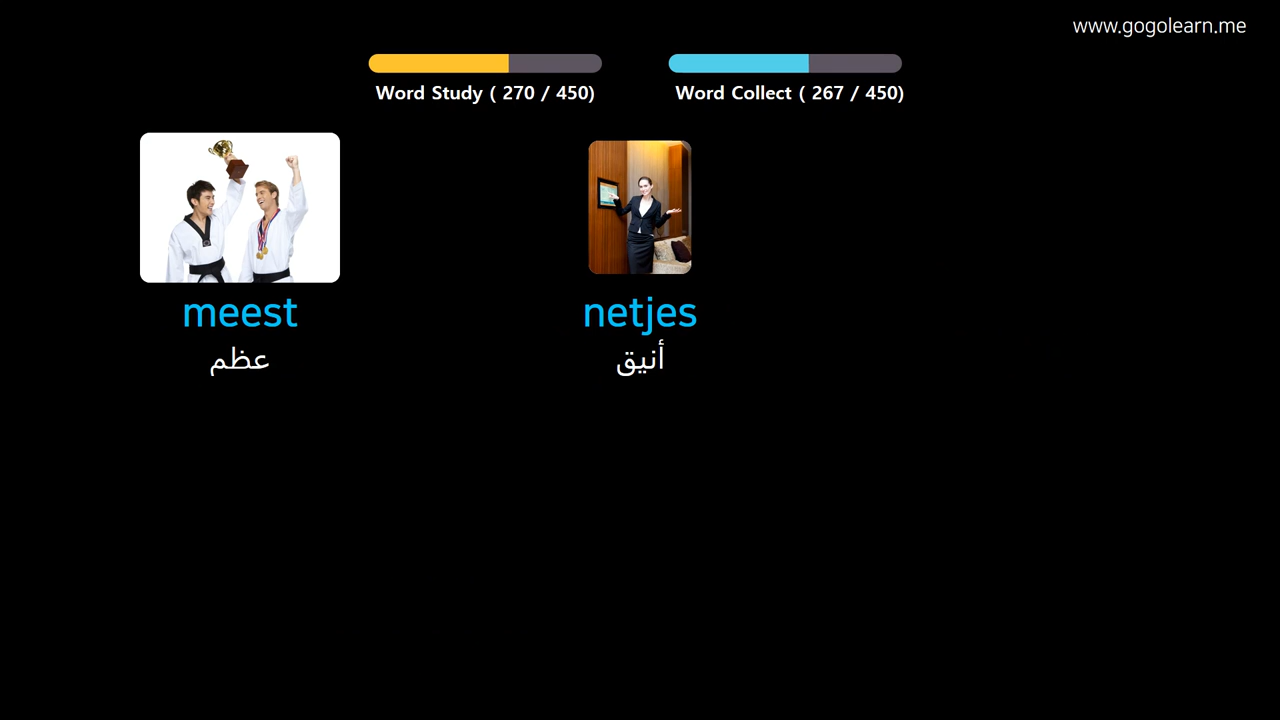 www.gogolearn.me
Word Study ( 270 / 450)
Word Collect ( 267 / 450)
meest
netjes
عظم
أنيق